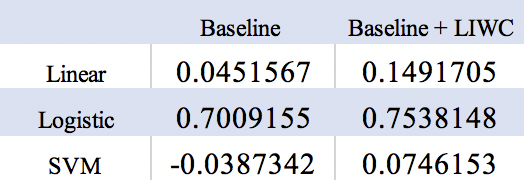 Baseline Baseline + LIWC
Linear 0.0451567 0.1491705
Logistic 0.7009155 0.7538148
SVM -0.0387342 0.0746153